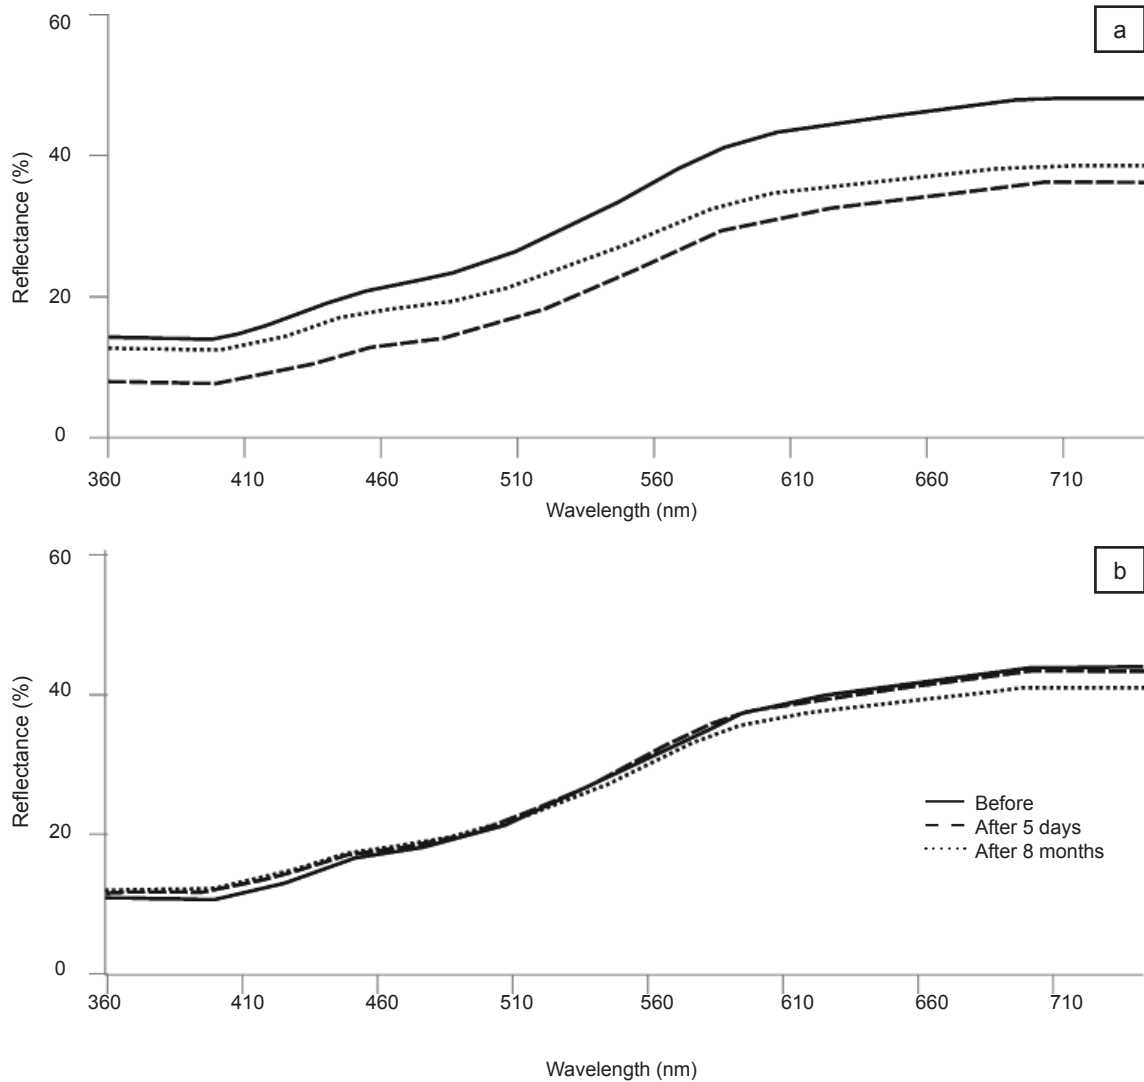 60
a
40
Reflectance (%)
20
0
360 410 460 510 560 610 660 710
Wavelength (nm)
60
b
40
Reflectance (%)
20
Before
After 5 days
After 8 months
0
360 410 460 510 560 610 660 710
Wavelength (nm)